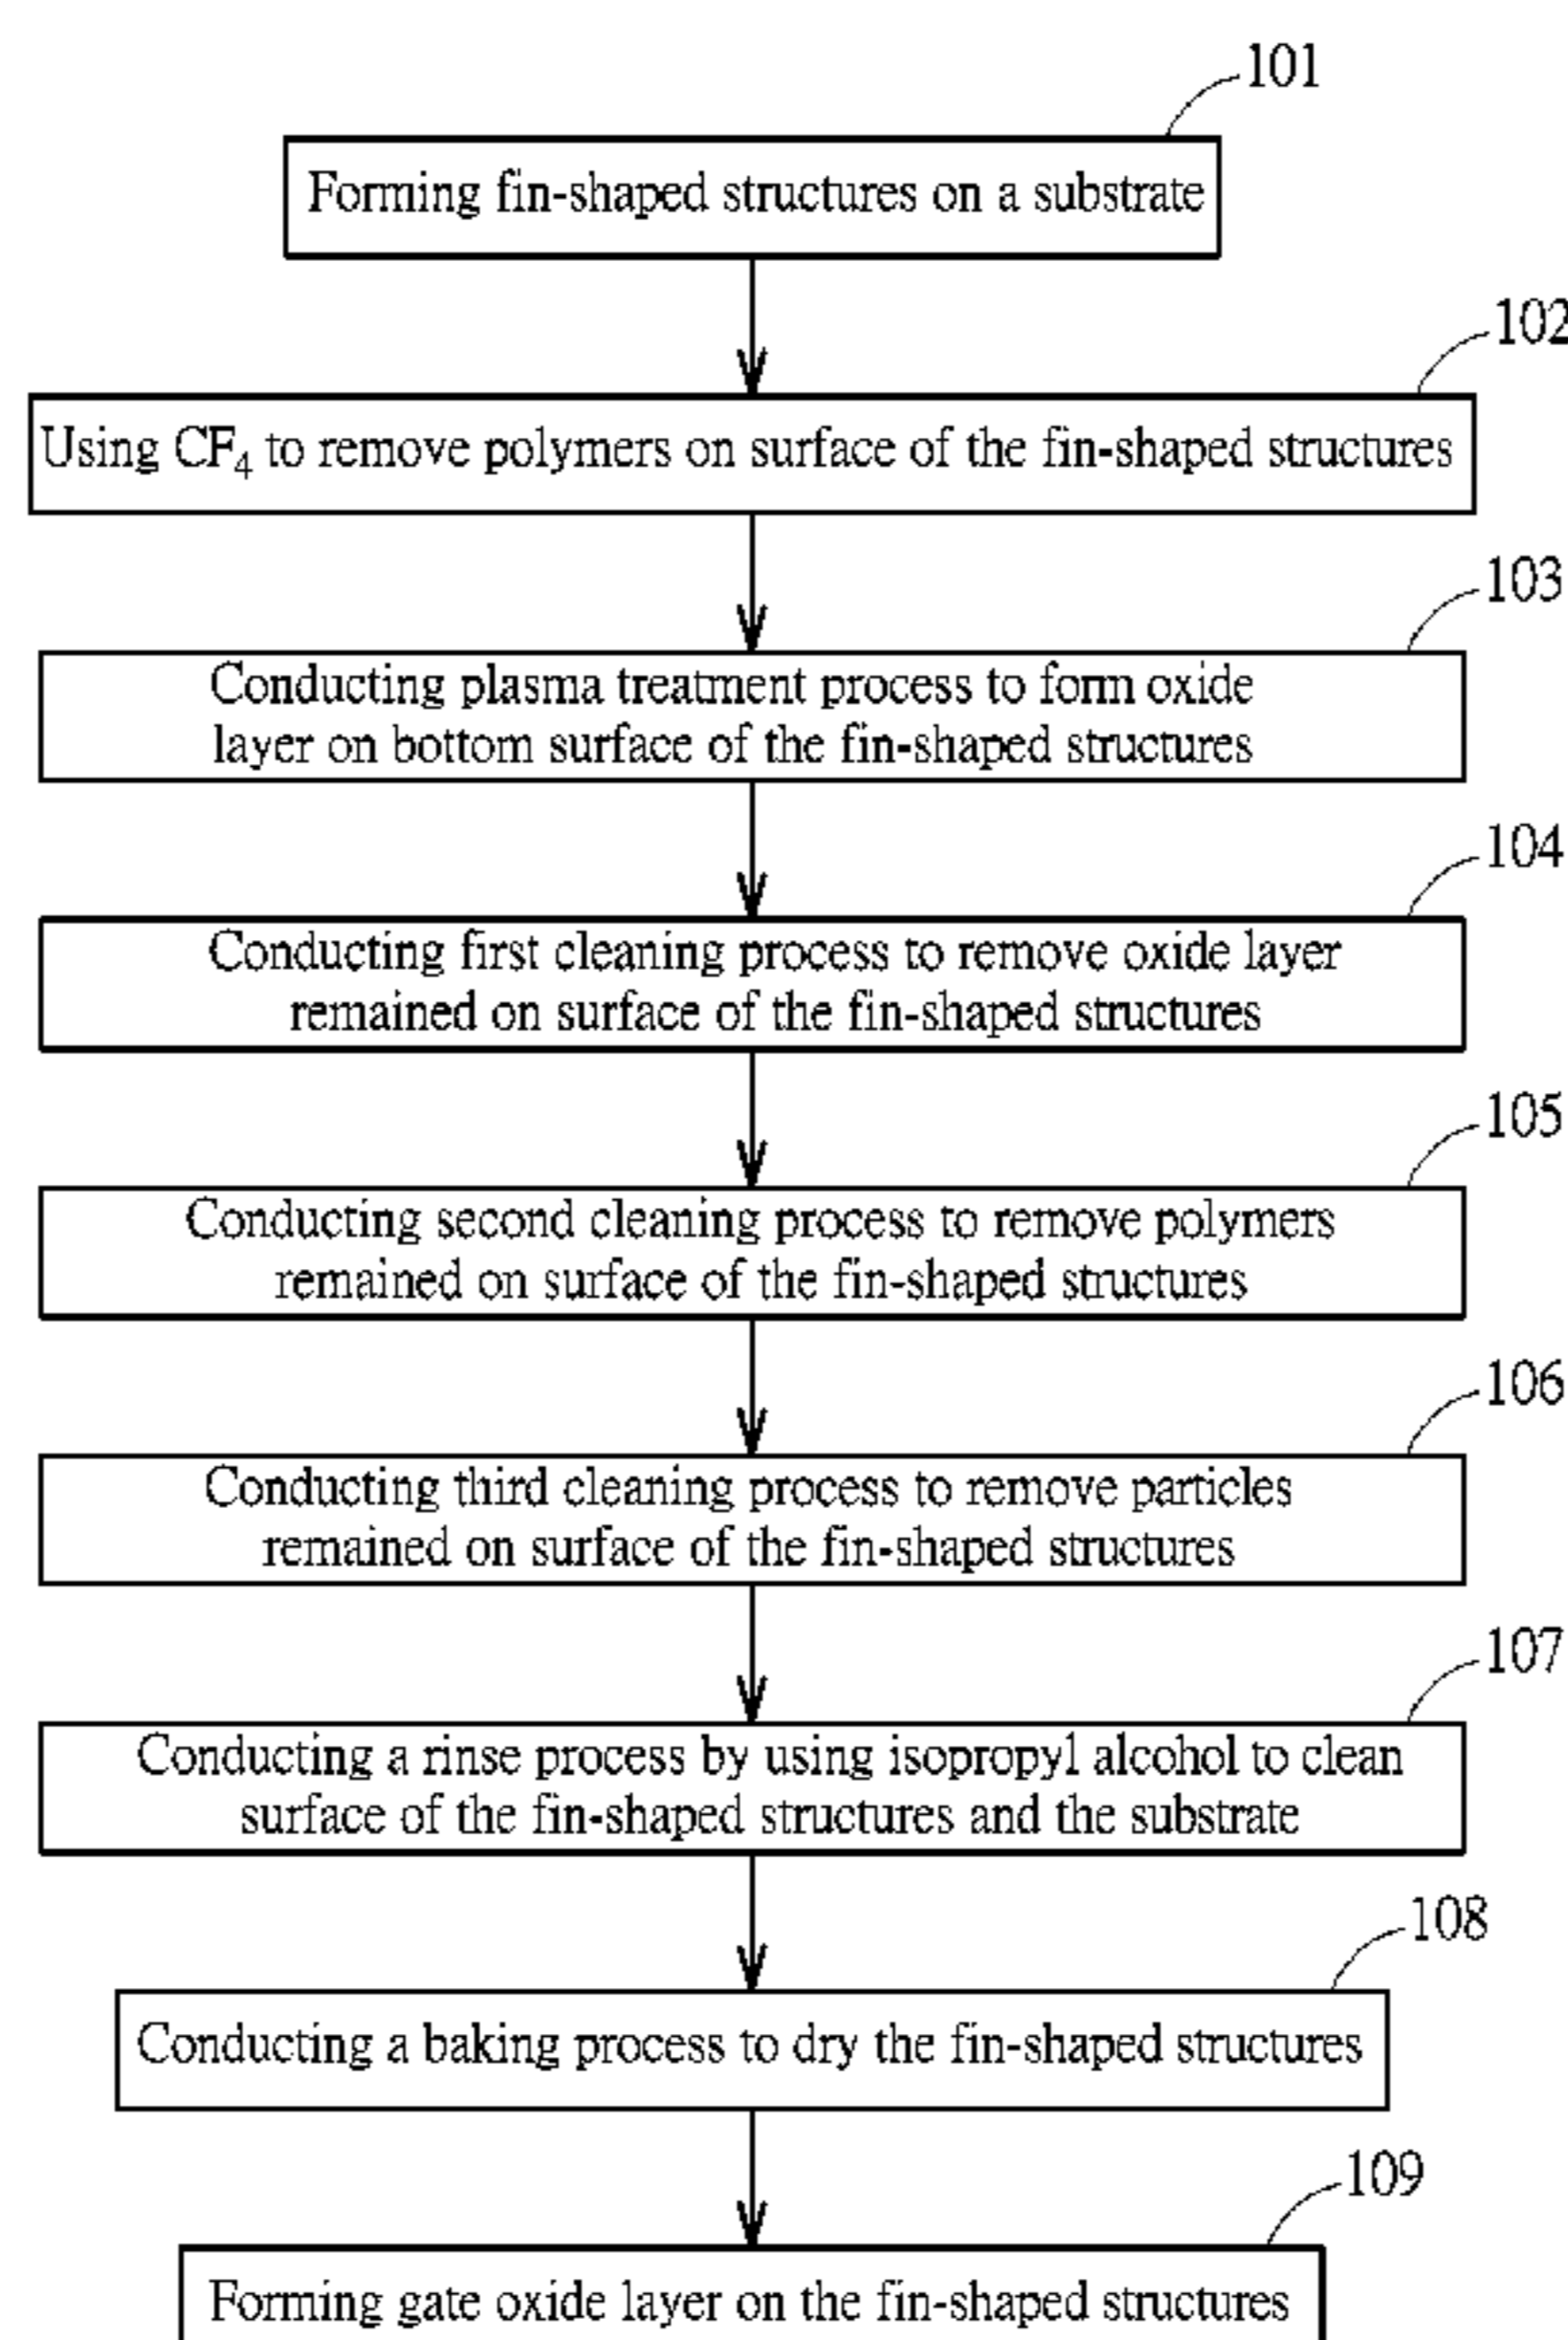 101
Forming fin-shaped structures on a substrate
102
Using CF₄ to remove polymers on surface of the fin-shaped structures
103
Conducting plasma treatment process to form oxide
layer on bottom surface of the fin-shaped structures
104
Conducting first cleaning process to remove oxide layer
remained on surface of the fin-shaped structures
105
Conducting second cleaning process to remove polymers
remained on surface of the fin-shaped structures
106
Conducting third cleaning process to remove particles
remained on surface of the fin-shaped structures
107
Conducting a rinse process by using isopropyl alcohol to clean
surface of the fin-shaped structures and the substrate
108
Conducting a baking process to dry the fin-shaped structures
109
Forming gate oxide layer on the fin-shaped structures